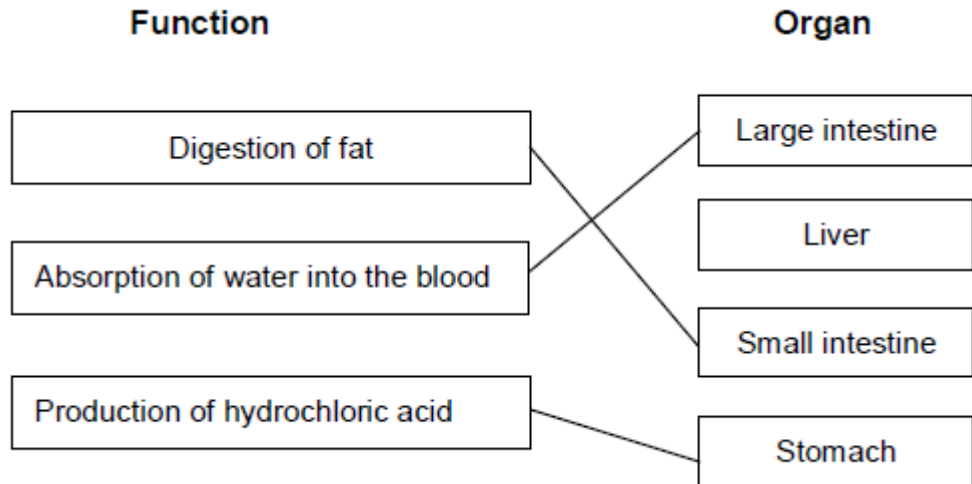 Function
Organ
Digestion of fat
Large intestine
Liver
Absorption of water into the blood
Small intestine
Production of hydrochloric acid
Stomach